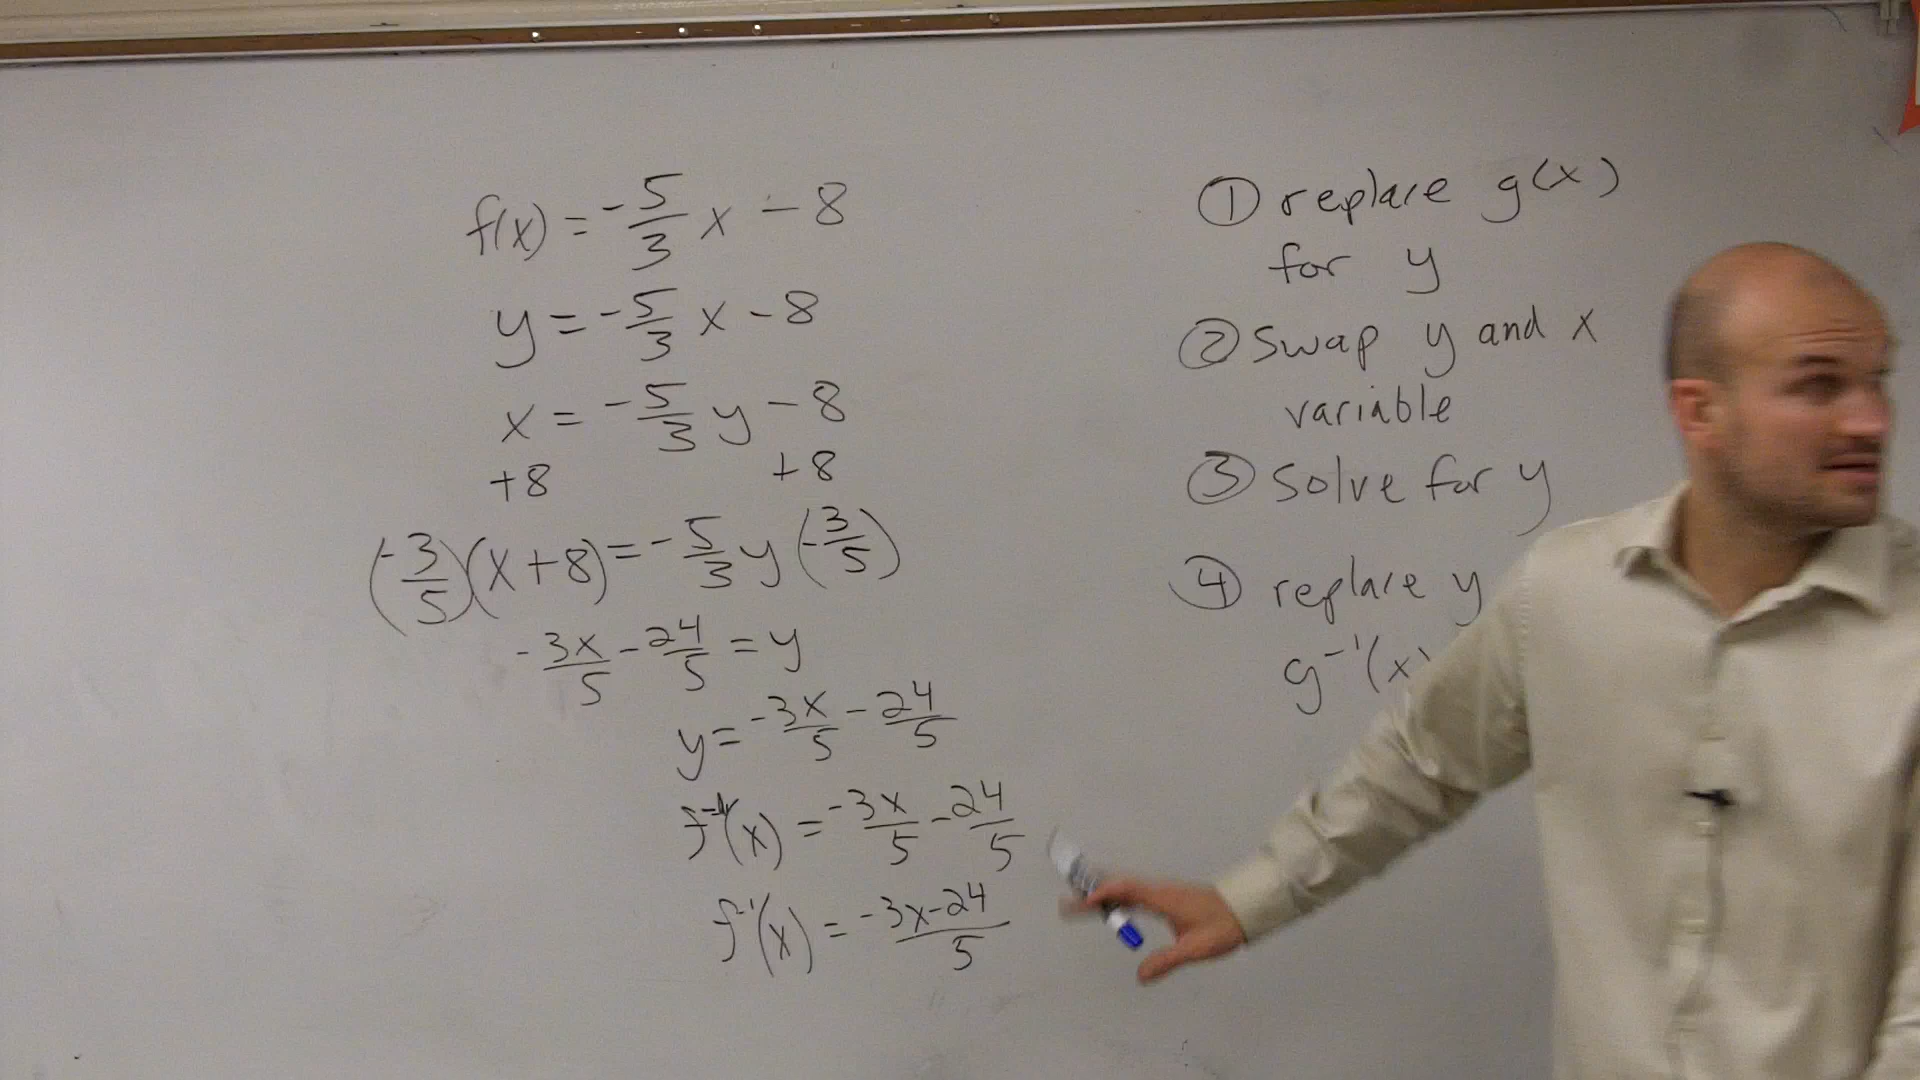 f(x) = -5/3 x - 8
y = -5/3 x - 8
x = -5/3 y - 8
+8 +8
(-3/5)(x + 8) = -5/3 y (-3/5)
-3x/5 - 24/5 = y
y = -3x/5 - 24/5
f⁻¹(x) = -3x/5 - 24/5
f⁻¹(x) = -3x-24/5
① replace g(x)
for y
② Swap y and x
variable
③ Solve for y
④ replace y
g⁻¹(x)